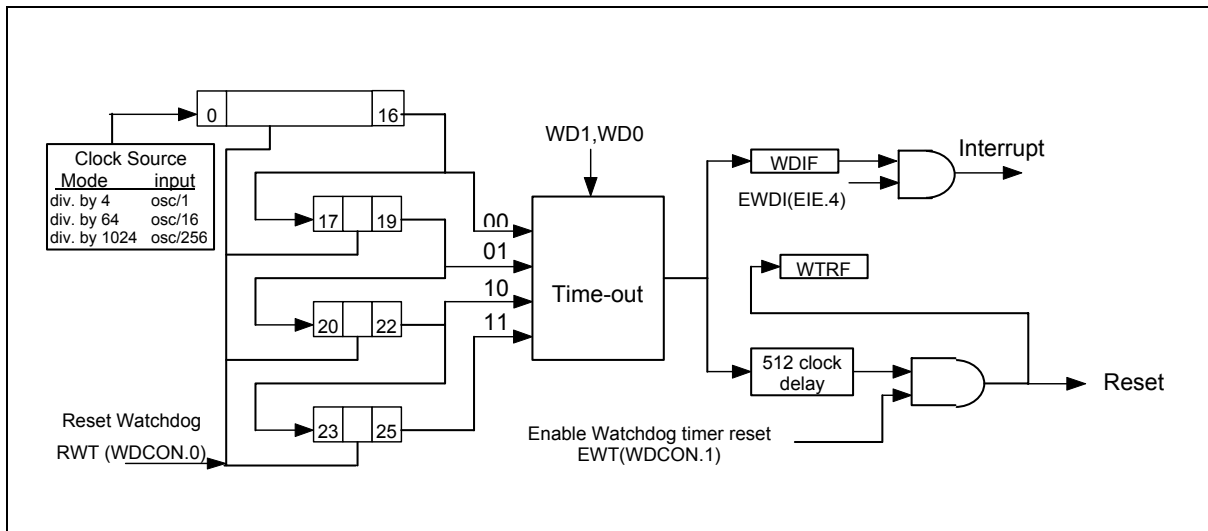 0
16
Clock Source
Mode input
div. by 4 osc/1
div. by 64 osc/16
div. by 1024 osc/256
17
19
20
22
23
25
Reset Watchdog
RWT (WDCON.0)
WD1,WD0
00
01
10
11
Time-out
WDIF
EWDI(EIE.4)
Interrupt
WTRF
512 clock
delay
Reset
Enable Watchdog timer reset
EWT(WDCON.1)